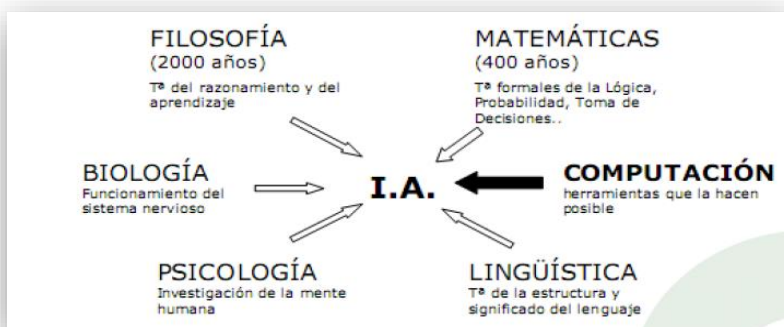 FILOSOFÍA
(2000 años)
Tª del razonamiento y del
aprendizaje
MATEMÁTICAS
(400 años)
Tª formales de la Lógica,
Probabilidad, Toma de
Decisiones..
BIOLOGÍA
Funcionamiento del
sistema nervioso
I.A.
COMPUTACIÓN
herramientas que la hacen
posible
PSICOLOGÍA
Investigación de la mente
humana
LINGÜÍSTICA
Tª de la estructura y
significado del lenguaje